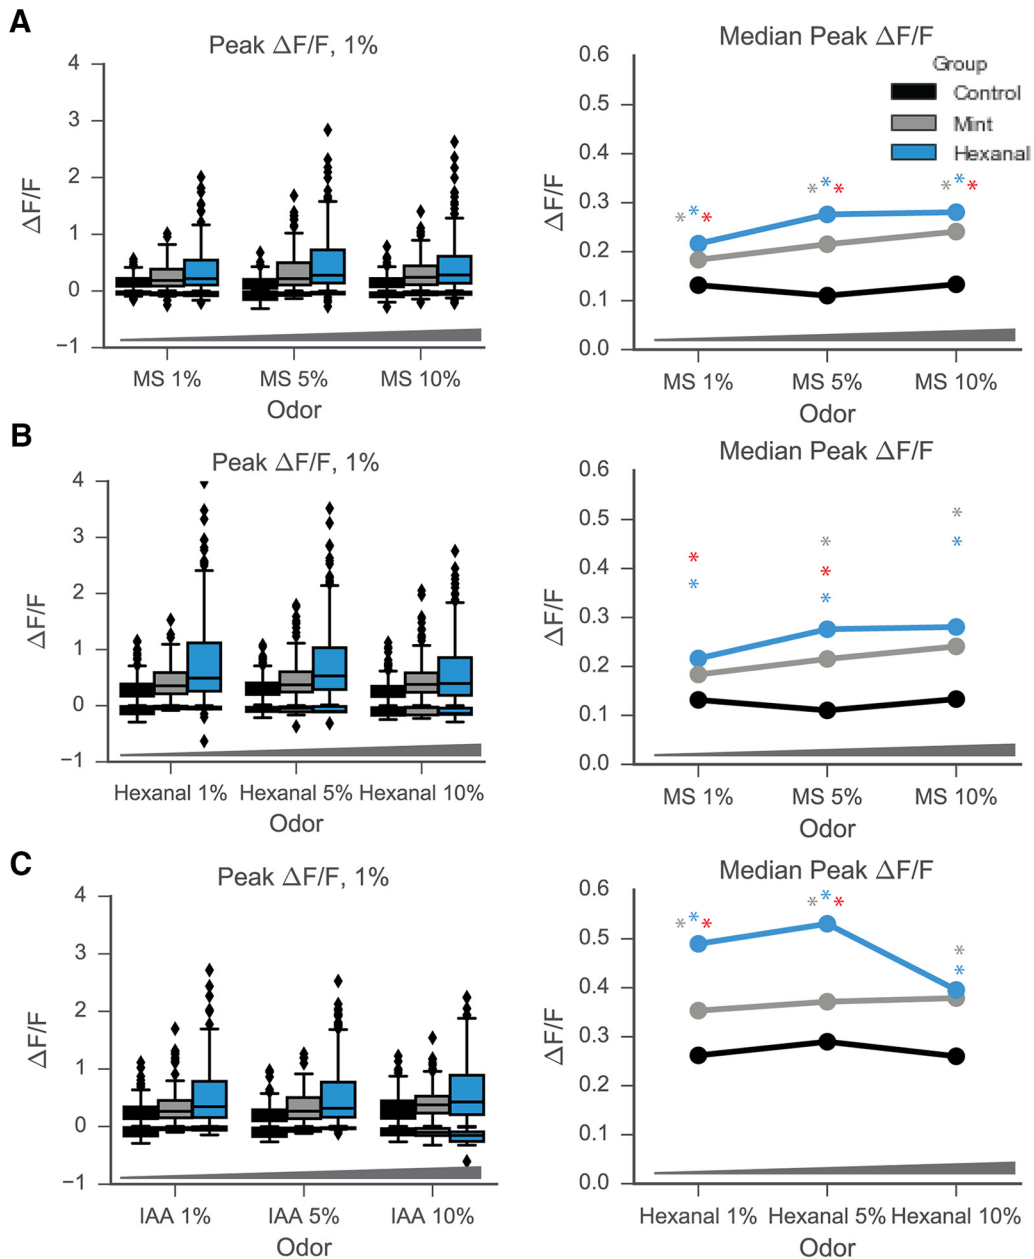 A
Peak ΔF/F, 1%
4
3
2
1
0
−1
ΔF/F
MS 1% MS 5% MS 10%
Odor
Median Peak ΔF/F
0.6
0.5
0.4
0.3
0.2
0.1
0.0
ΔF/F
Group
Control
Mint
Hexanal
* * *
* * *
* * *
MS 1% MS 5% MS 10%
Odor
B
Peak ΔF/F, 1%
4
3
2
1
0
−1
ΔF/F
Hexanal 1% Hexanal 5% Hexanal 10%
Odor
Median Peak ΔF/F
0.6
0.5
0.4
0.3
0.2
0.1
0.0
ΔF/F
*
*
*
*
*
*
*
MS 1% MS 5% MS 10%
Odor
C
Peak ΔF/F, 1%
4
3
2
1
0
−1
ΔF/F
IAA 1% IAA 5% IAA 10%
Odor
Median Peak ΔF/F
0.6
0.5
0.4
0.3
0.2
0.1
0.0
ΔF/F
* * *
* * *
*
*
Hexanal 1% Hexanal 5% Hexanal 10%
Odor